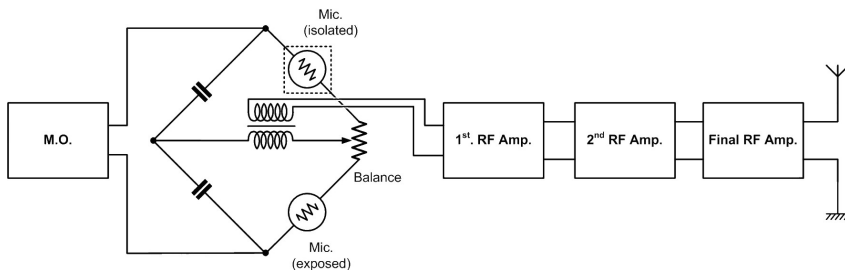 Mic.
(isolated)
M.O.
1st. RF Amp.
2nd RF Amp.
Final RF Amp.
Balance
Mic.
(exposed)